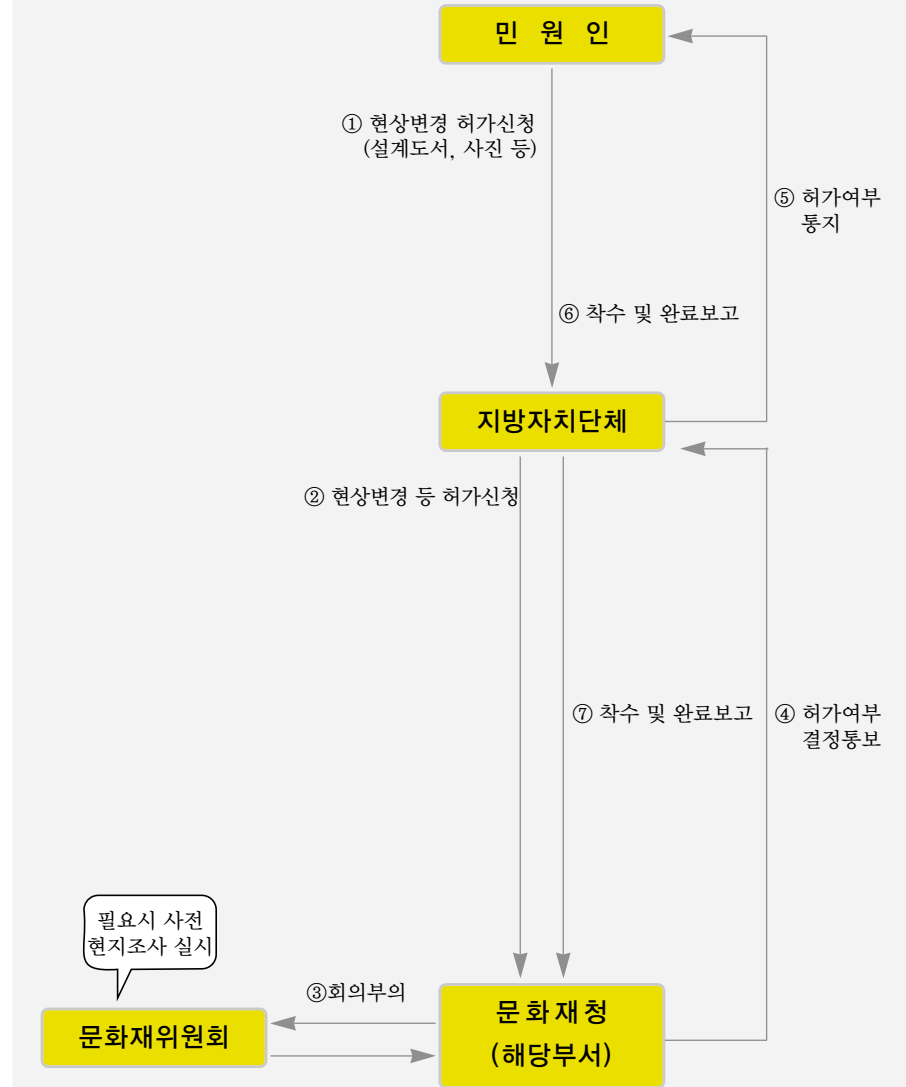 민 원 인
① 현상변경 허가신청
(설계도서, 사진 등)
⑤ 허가여부
통지
⑥ 착수 및 완료보고
지방자치단체
② 현상변경 등 허가신청
⑦ 착수 및 완료보고
④ 허가여부
결정통보
필요시 사전
현지조사 실시
③회의부의
문화재위원회
문화재청
(해당부서)